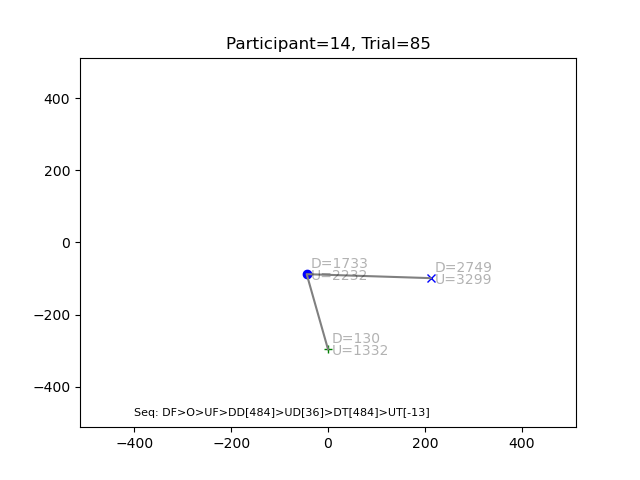 Participant=14, Trial=85
400
200
0
−200
−400
D=1733
U=2232
D=2749
U=3299
D=130
U=1332
Seq: DF>O>UF>DD[484]>UD[36]>DT[484]>UT[-13]
−400 −200 0 200 400